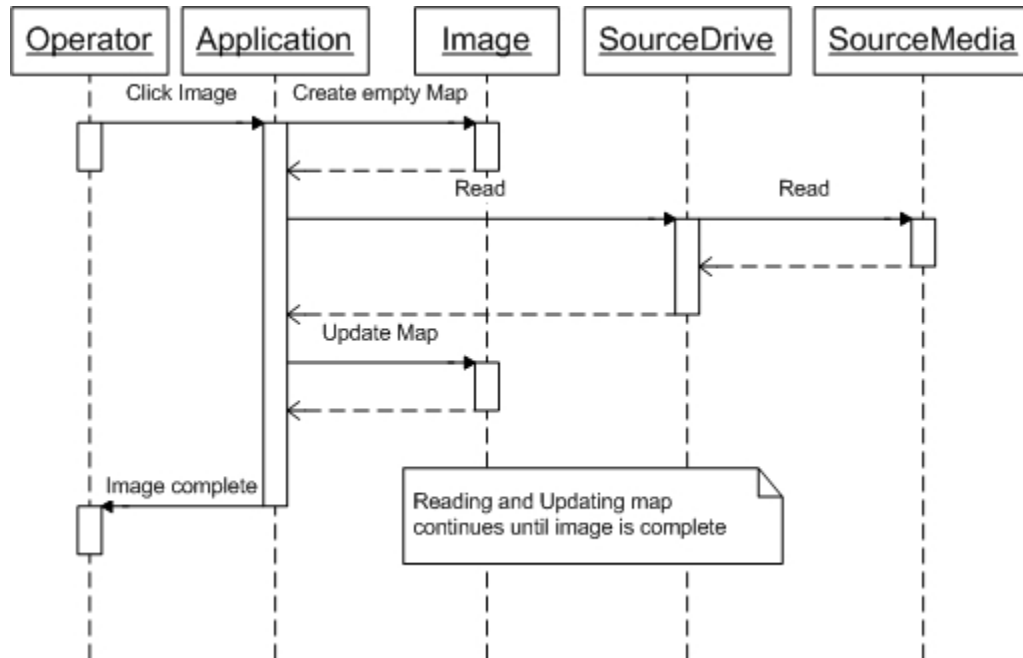 Operator
Application
Image
SourceDrive
SourceMedia
Click Image
Create empty Map
Read
Read
Update Map
Image complete
Reading and Updating map
continues until image is complete